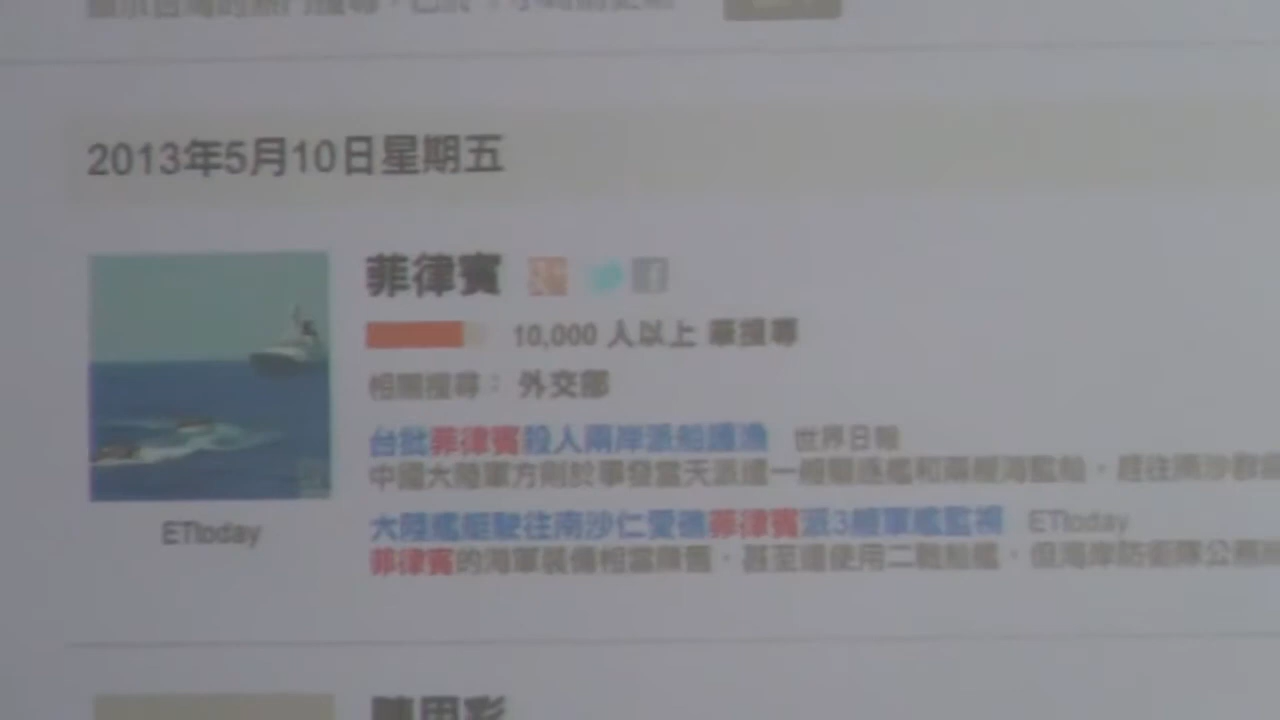 2013年5月10日星期五
菲律賓
10,000 人以上 筆搜尋
相關搜尋： 外交部
台批菲律賓殺人兩岸派船護漁 世界日報
中國大陸軍方則於事發當天派遣一艘驅逐艦和兩艘海監船，趕往南沙群
ETtoday
大陸艦艇駛往南沙仁愛礁菲律賓派3艘軍艦監視 ETtoday
菲律賓的海軍裝備相當陳舊，甚至還使用二戰船艦，但海岸防衛隊公務